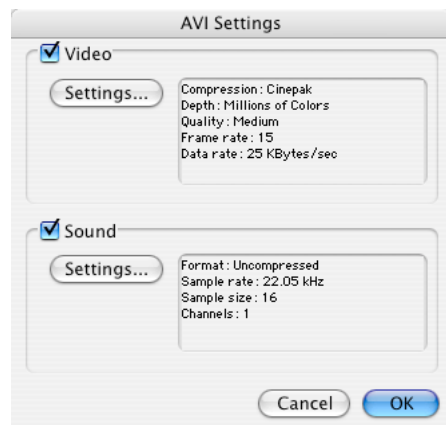 AVI Settings
Video
Settings...
Compression: Cinepak
Depth: Millions of Colors
Quality: Medium
Frame rate: 15
Data rate: 25 KBytes/sec
Sound
Settings...
Format: Uncompressed
Sample rate: 22.05 kHz
Sample size: 16
Channels: 1
Cancel OK